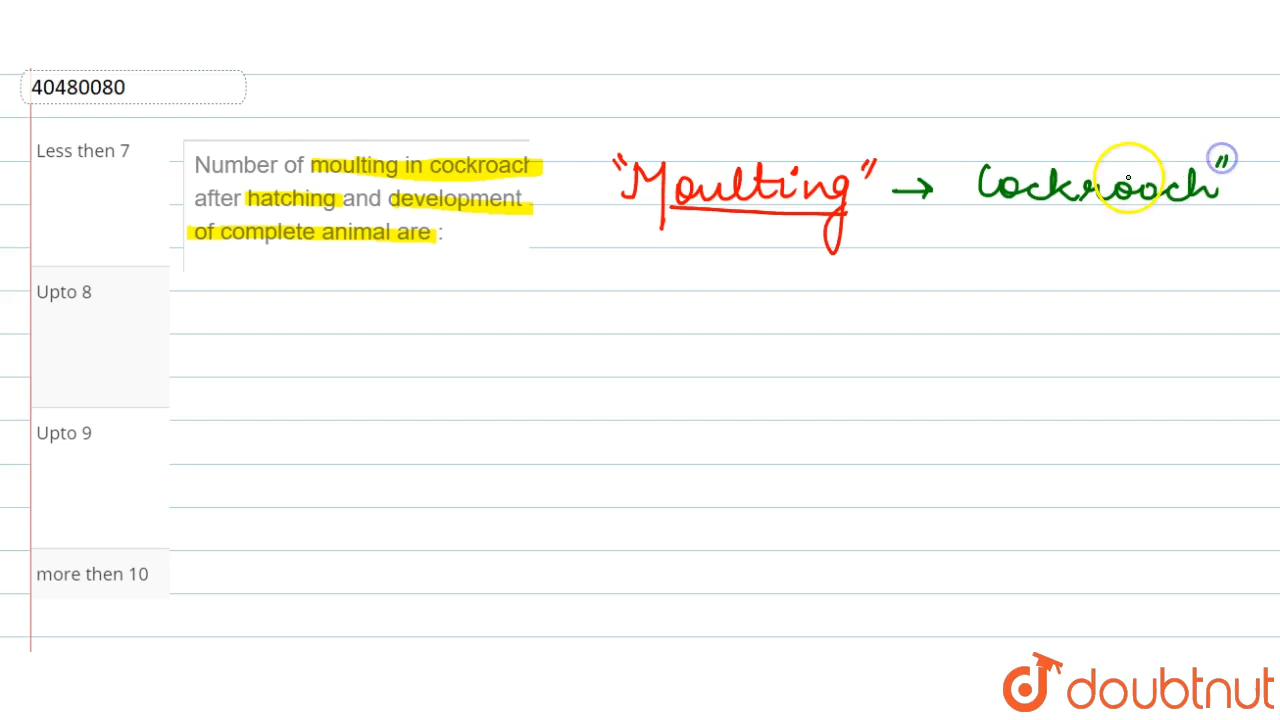 40480080
Less then 7
Number of moulting in cockroach
after hatching and development
of complete animal are :
"Moulting" → Cockrooch"
Upto 8
Upto 9
more then 10
doubtnut